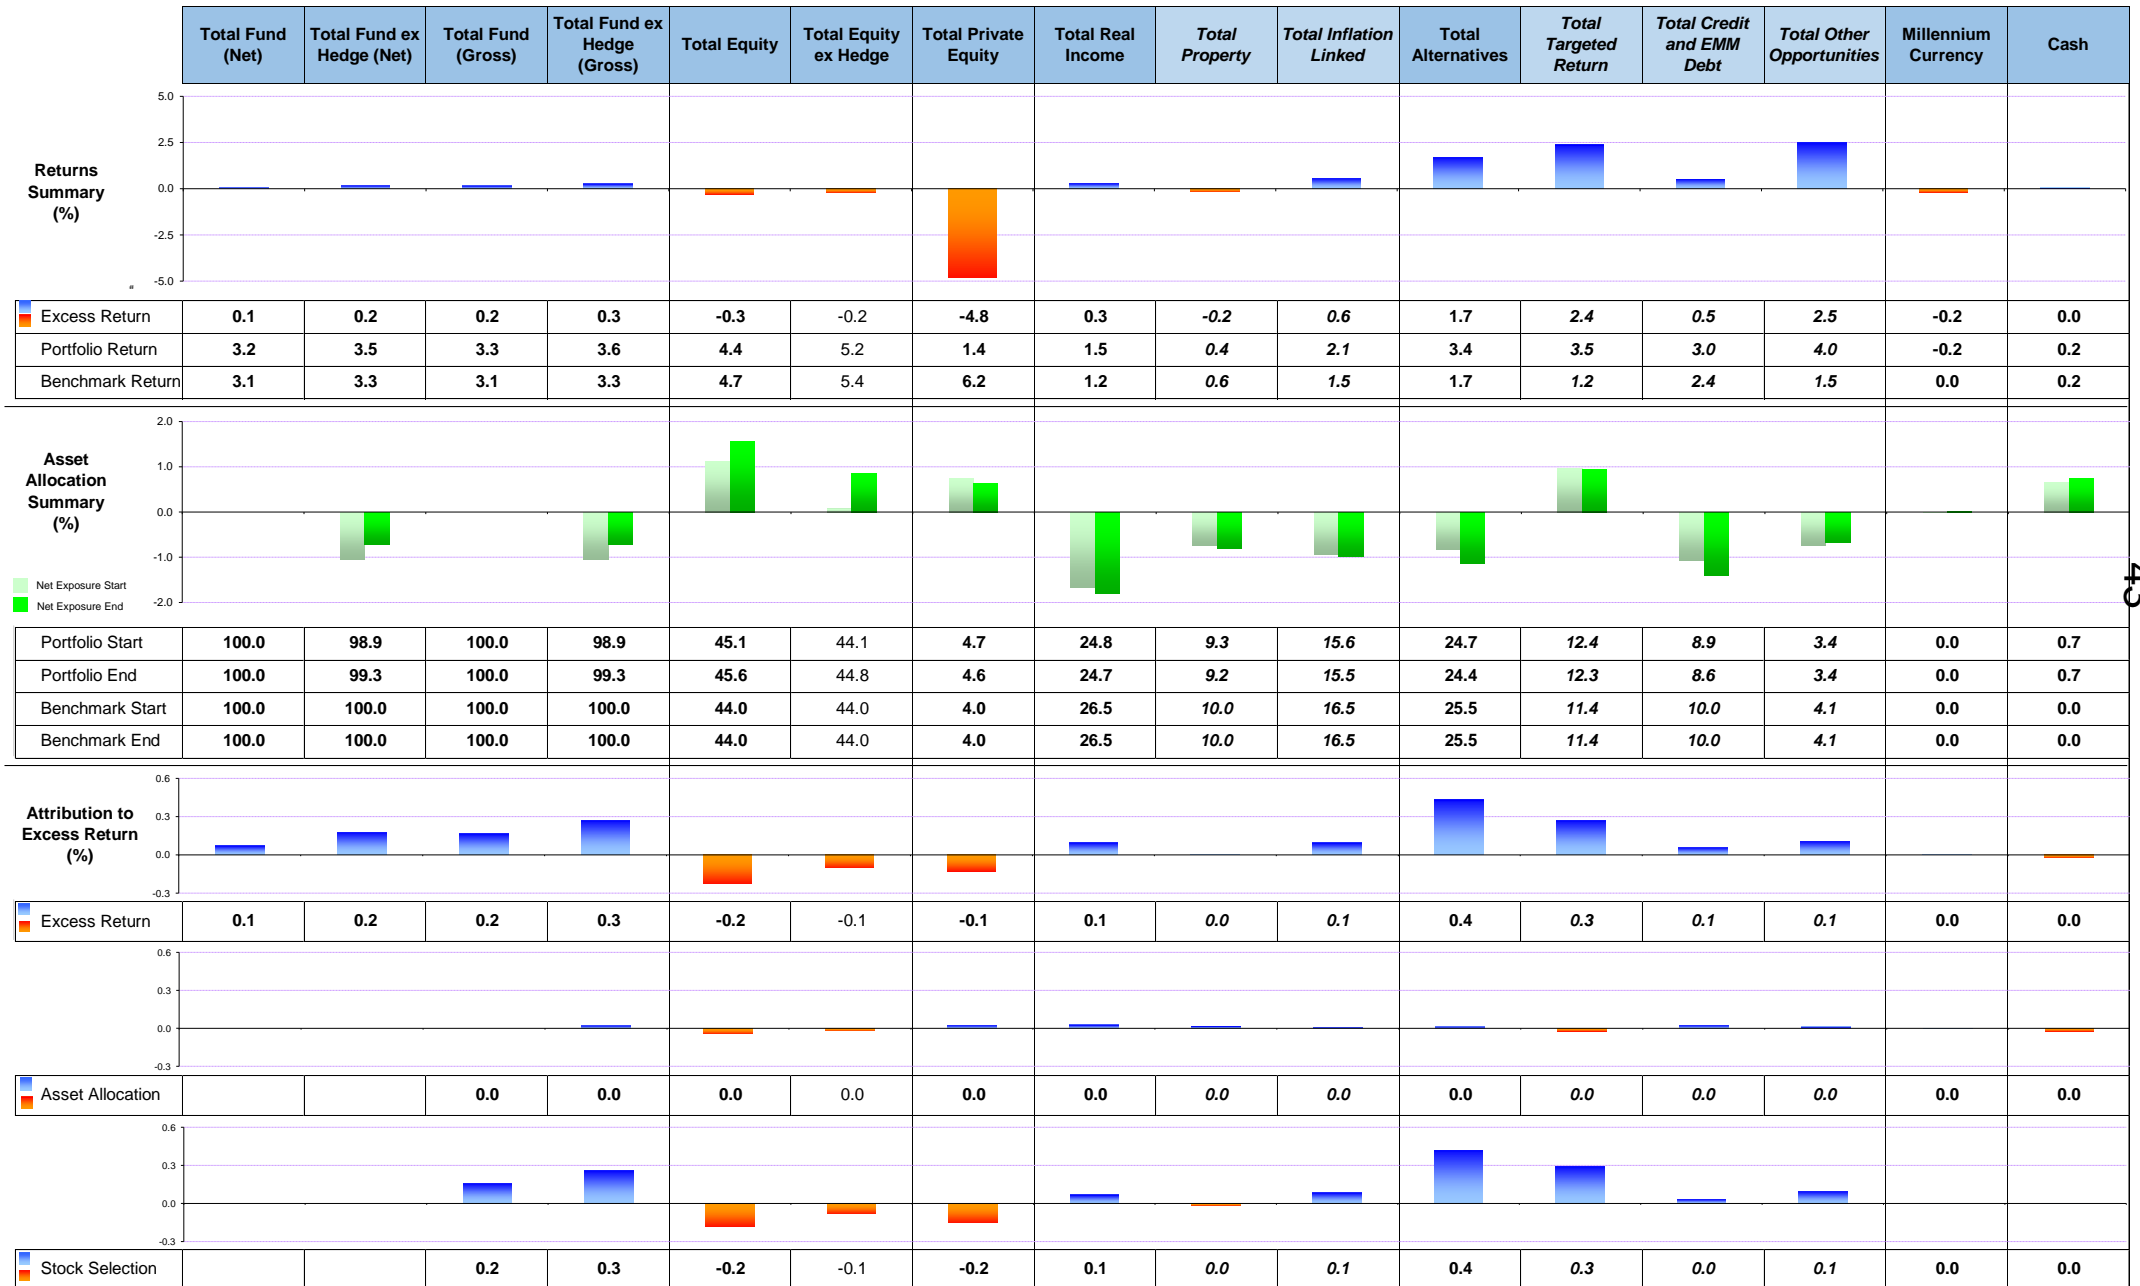 Total Fund (Net) Total Fund ex Hedge (Net) Total Fund (Gross) Total Fund ex Hedge (Gross) Total Equity Total Equity ex Hedge Total Private Equity Total Real Income Total Property Total Inflation Linked Total Alternatives Total Targeted Return Total Credit and EMM Debt Total Other Opportunities Millennium Currency Cash
Returns Summary (%)
5.0
2.5
0.0
-2.5
-5.0
"
Excess Return 0.1 0.2 0.2 0.3 -0.3 -0.2 -4.8 0.3 -0.2 0.6 1.7 2.4 0.5 2.5 -0.2 0.0
Portfolio Return 3.2 3.5 3.3 3.6 4.4 5.2 1.4 1.5 0.4 2.1 3.4 3.5 3.0 4.0 -0.2 0.2
Benchmark Return 3.1 3.3 3.1 3.3 4.7 5.4 6.2 1.2 0.6 1.5 1.7 1.2 2.4 1.5 0.0 0.2
Asset Allocation Summary (%)
2.0
1.0
0.0
-1.0
-2.0
Net Exposure Start
Net Exposure End
43
Portfolio Start 100.0 98.9 100.0 98.9 45.1 44.1 4.7 24.8 9.3 15.6 24.7 12.4 8.9 3.4 0.0 0.7
Portfolio End 100.0 99.3 100.0 99.3 45.6 44.8 4.6 24.7 9.2 15.5 24.4 12.3 8.6 3.4 0.0 0.7
Benchmark Start 100.0 100.0 100.0 100.0 44.0 44.0 4.0 26.5 10.0 16.5 25.5 11.4 10.0 4.1 0.0 0.0
Benchmark End 100.0 100.0 100.0 100.0 44.0 44.0 4.0 26.5 10.0 16.5 25.5 11.4 10.0 4.1 0.0 0.0
Attribution to Excess Return (%)
0.6
0.3
0.0
-0.3
Excess Return 0.1 0.2 0.2 0.3 -0.2 -0.1 -0.1 0.1 0.0 0.1 0.4 0.3 0.1 0.1 0.0 0.0
0.6
0.3
0.0
-0.3
Asset Allocation 0.0 0.0 0.0 0.0 0.0 0.0 0.0 0.0 0.0 0.0 0.0 0.0 0.0 0.0
0.6
0.3
0.0
-0.3
Stock Selection 0.2 0.3 -0.2 -0.1 -0.2 0.1 0.0 0.1 0.4 0.3 0.0 0.1 0.0 0.0